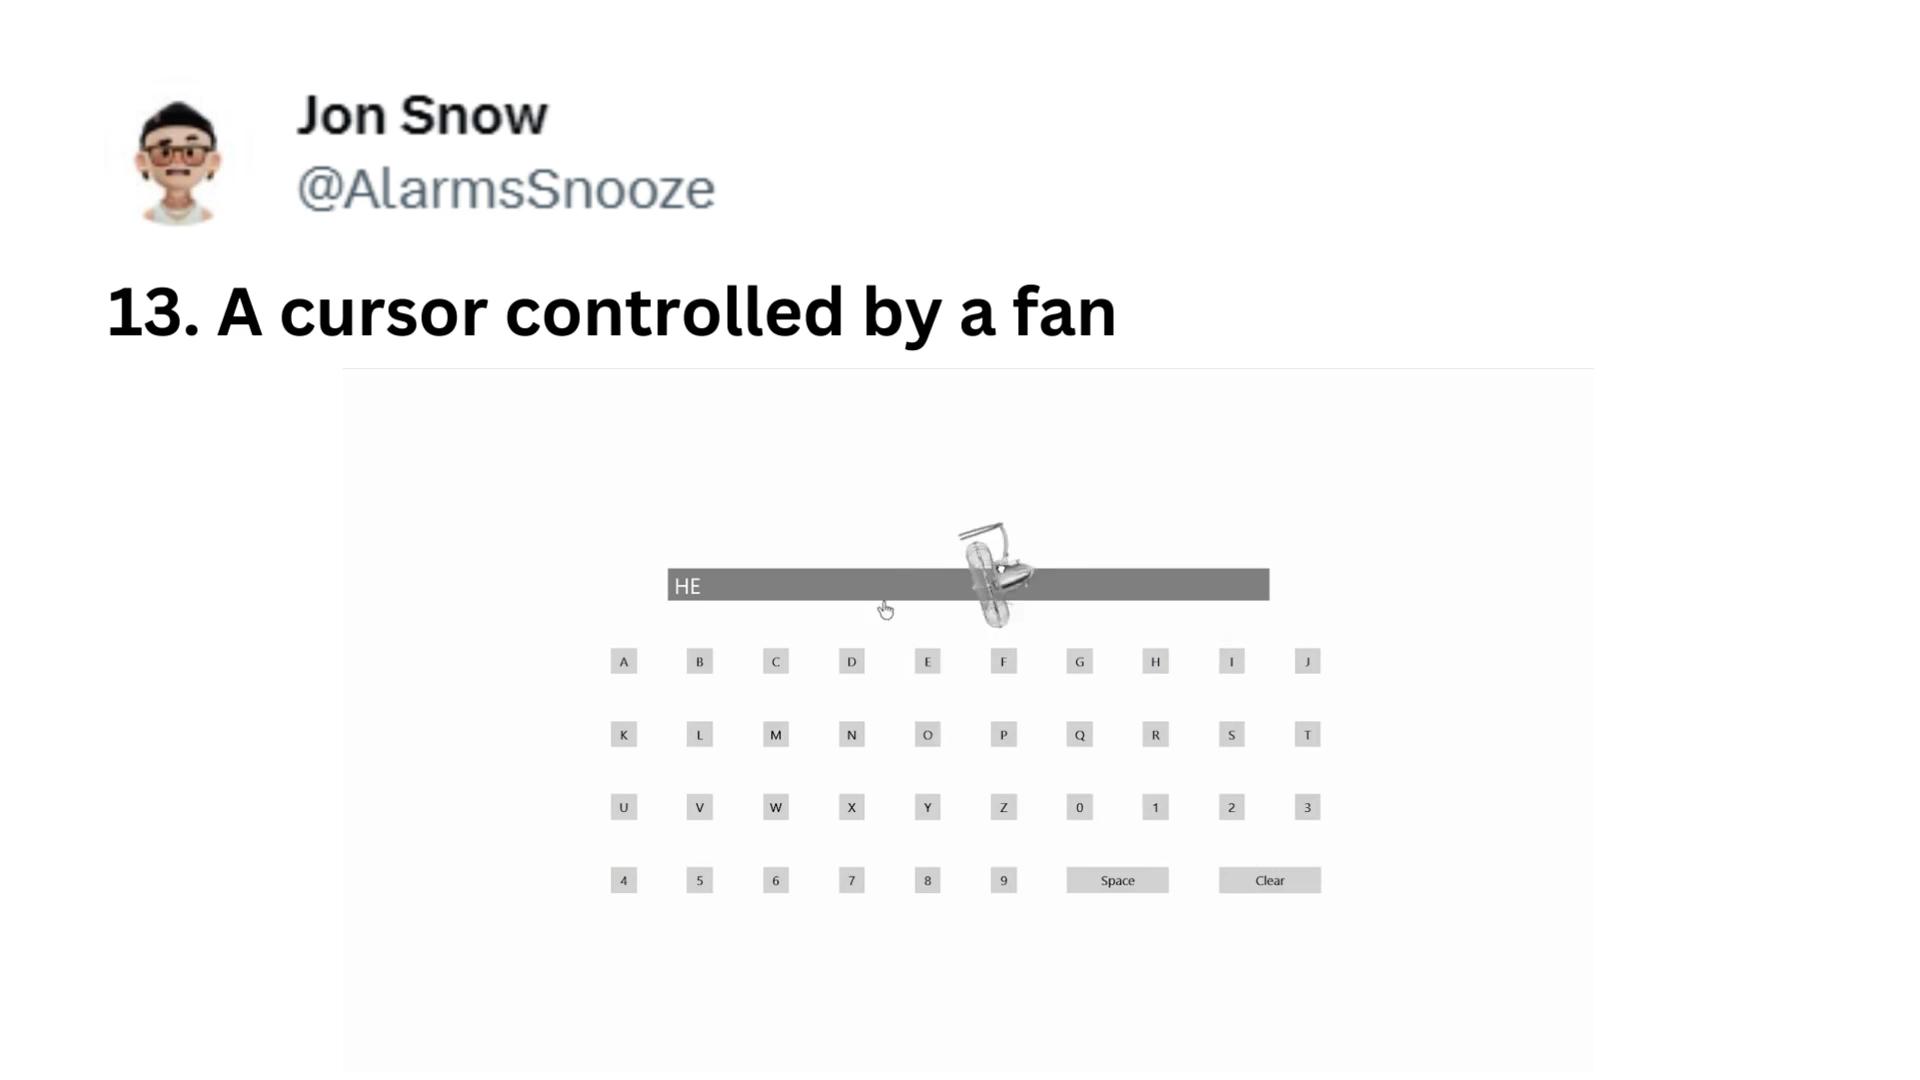 Jon Snow
@AlarmsSnooze
13. A cursor controlled by a fan
HE
A B C D E F G H I J
K L M N O P Q R S T
U V W X Y Z 0 1 2 3
4 5 6 7 8 9 Space Clear